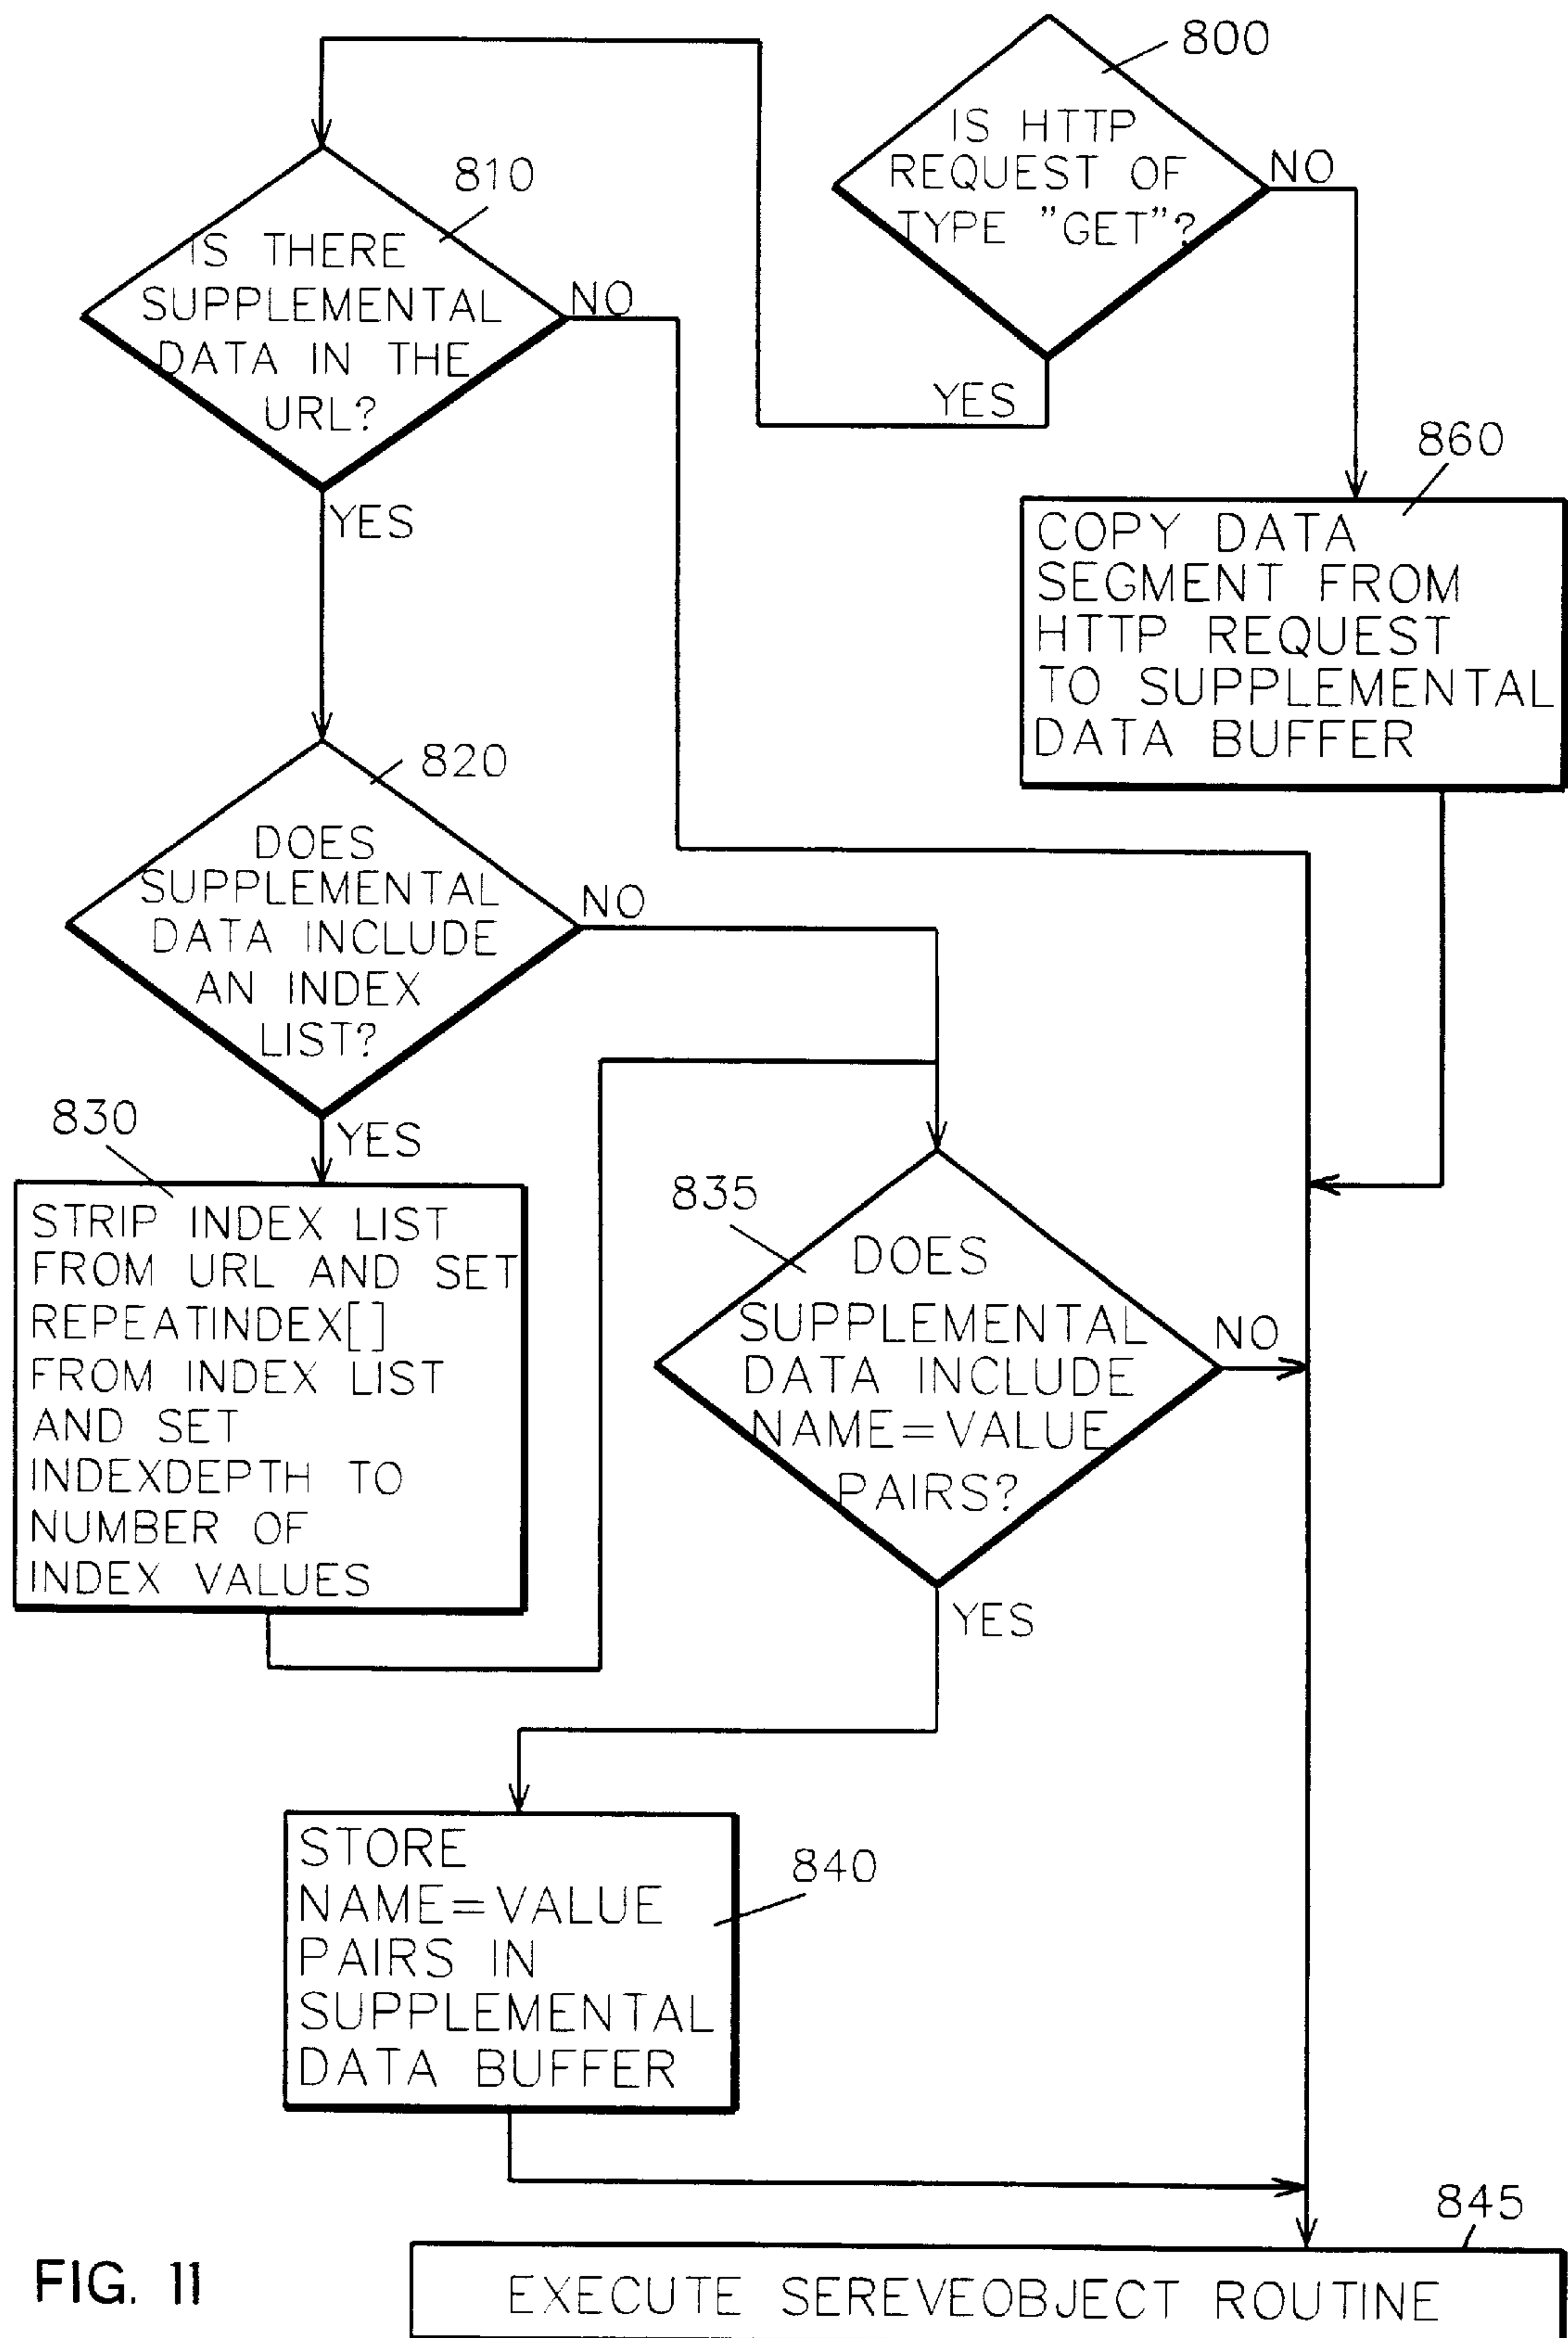 800
IS HTTP
REQUEST OF
TYPE "GET"?
NO
YES
810
IS THERE
SUPPLEMENTAL
DATA IN THE
URL?
NO
YES
860
COPY DATA
SEGMENT FROM
HTTP REQUEST
TO SUPPLEMENTAL
DATA BUFFER
820
DOES
SUPPLEMENTAL
DATA INCLUDE
AN INDEX
LIST?
NO
YES
830
STRIP INDEX LIST
FROM URL AND SET
REPEATINDEX[]
FROM INDEX LIST
AND SET
INDEXDEPTH TO
NUMBER OF
INDEX VALUES
835
DOES
SUPPLEMENTAL
DATA INCLUDE
NAME=VALUE
PAIRS?
NO
YES
840
STORE
NAME=VALUE
PAIRS IN
SUPPLEMENTAL
DATA BUFFER
845
EXECUTE SEREVEOBJECT ROUTINE
FIG. 11